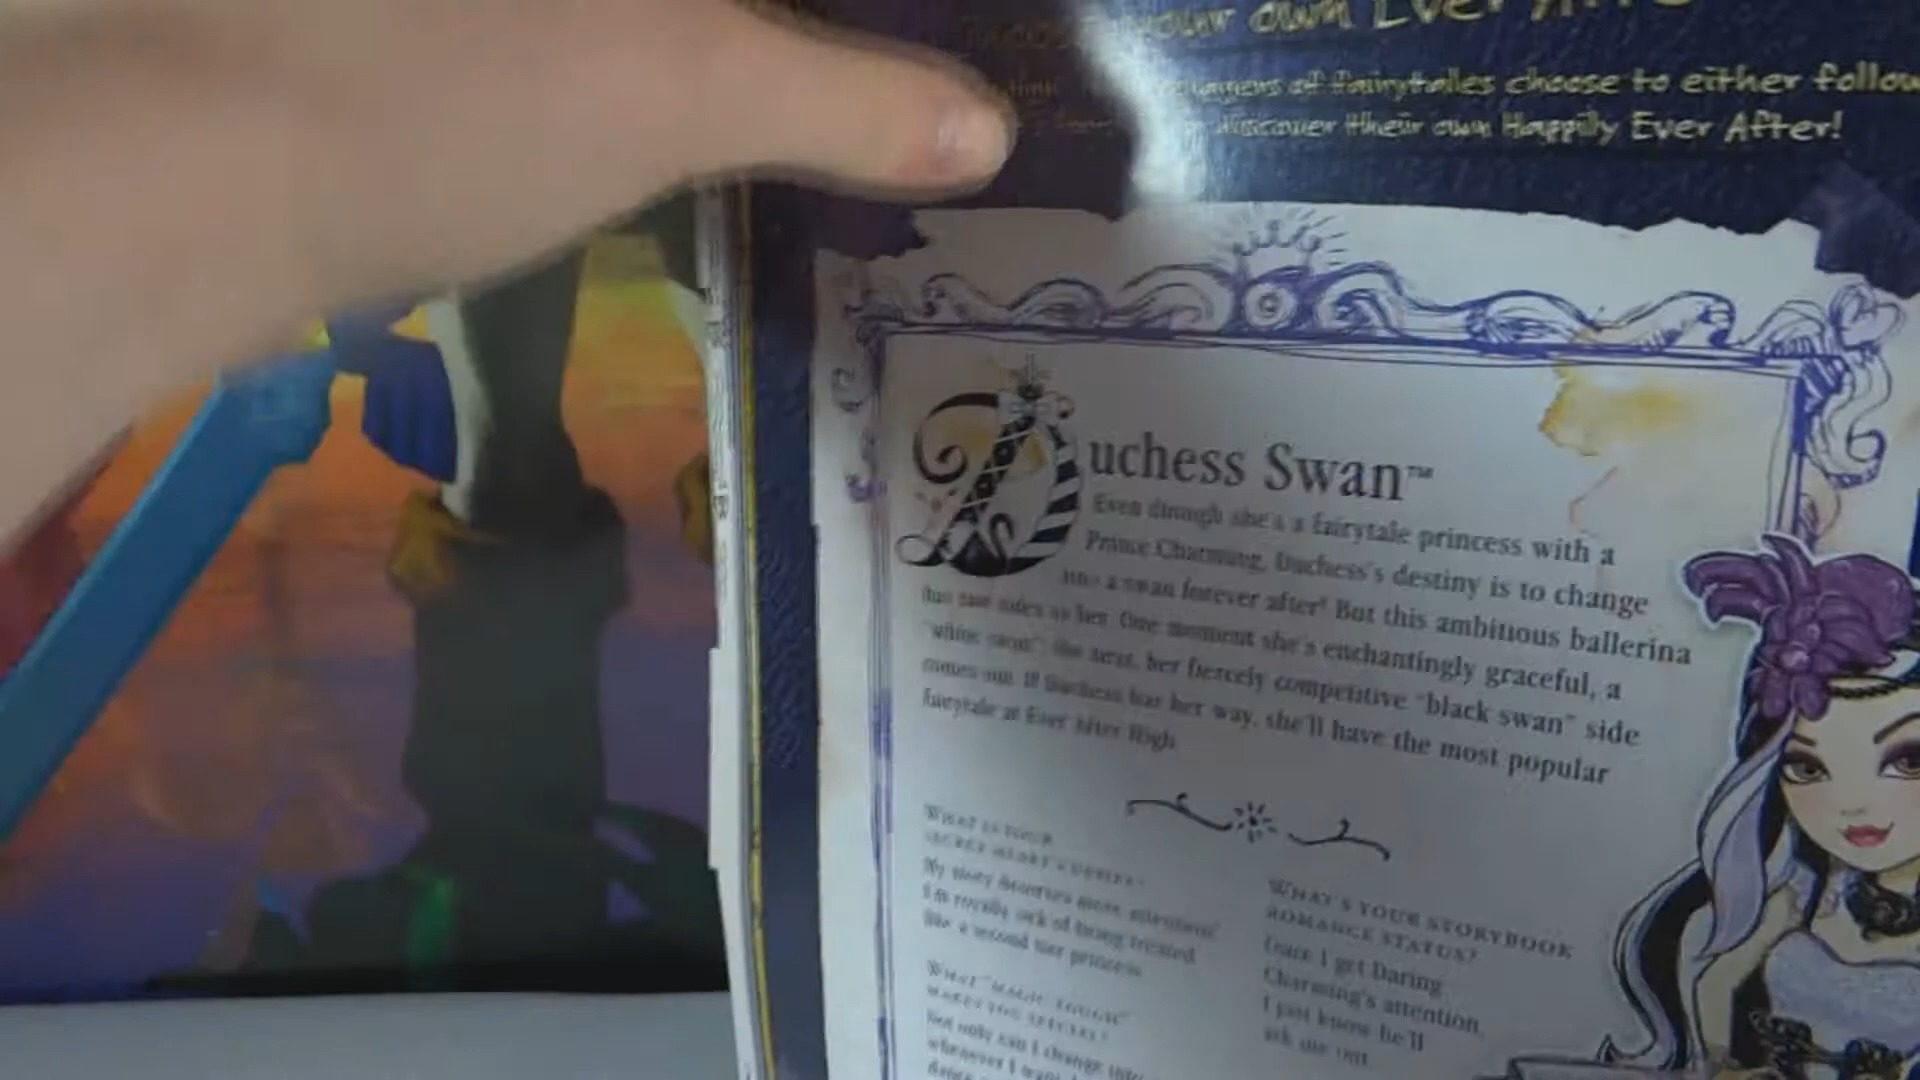 your own Ever
of fairytales choose to either follow
discover their own Happily Ever After!
Duchess Swan™
Even though she's a fairytale princess with a
Prince Charming, Duchess's destiny is to change
into a swan forever after! But this ambitious ballerina
has two sides to her. One moment she's enchantingly graceful, a
"white swan"; the next, her fiercely competitive "black swan" side
comes out. If Duchess has her way, she'll have the most popular
fairytale at Ever After High.
WHAT IS YOUR
SECRET HEART'S DESIRE?
My story deserves more attention!
I'm royally sick of being treated
like a second tier princess.
WHAT "MAGIC TOUCH"
MAKES YOU SPECIAL?
Not only can I change into
whenever I want
dance
WHAT'S YOUR STORYBOOK
ROMANCE STATUS?
Once I get Daring
Charming's attention,
I just know he'll
ask me out